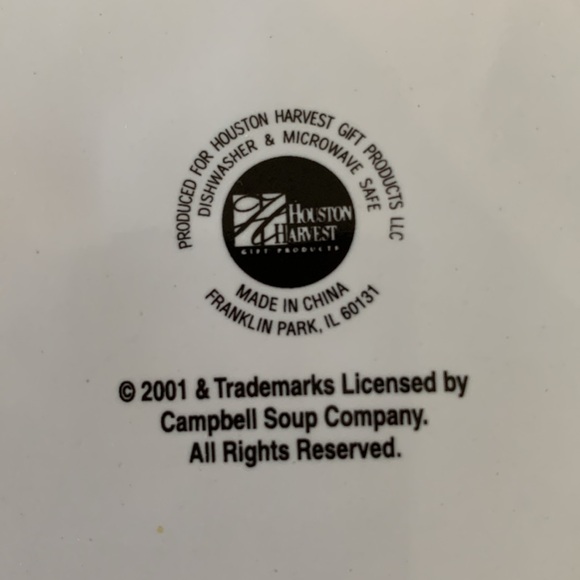 PRODUCED FOR HOUSTON HARVEST GIFT PRODUCTS LLC
DISHWASHER & MICROWAVE SAFE
HOUSTON
HARVEST
GIFT PRODUCTS
MADE IN CHINA
FRANKLIN PARK, IL 60131
© 2001 & Trademarks Licensed by
Campbell Soup Company.
All Rights Reserved.